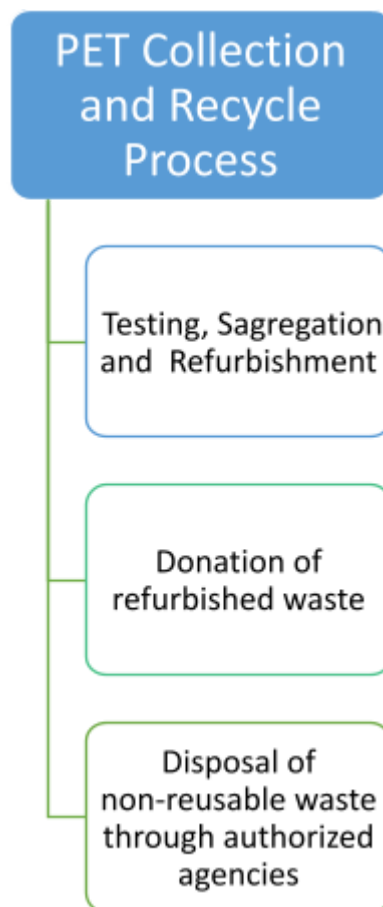 PET Collection
and Recycle
Process
Testing, Sagregation
and Refurbishment
Donation of
refurbished waste
Disposal of
non-reusable waste
through authorized
agencies